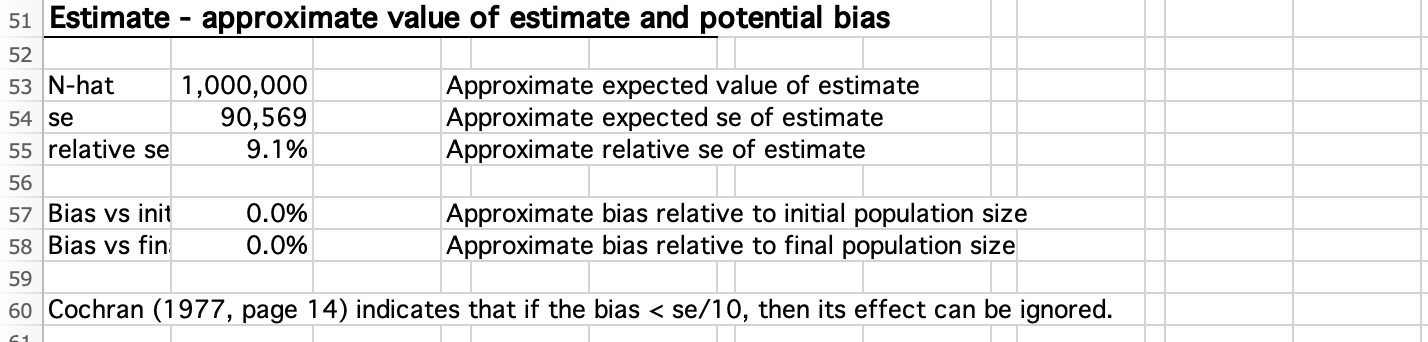 51 Estimate - approximate value of estimate and potential bias
52
53 N-hat 1,000,000 Approximate expected value of estimate
54 se 90,569 Approximate expected se of estimate
55 relative se 9.1% Approximate relative se of estimate
56
57 Bias vs init 0.0% Approximate bias relative to initial population size
58 Bias vs fin 0.0% Approximate bias relative to final population size
59
60 Cochran (1977, page 14) indicates that if the bias < se/10, then its effect can be ignored.
61